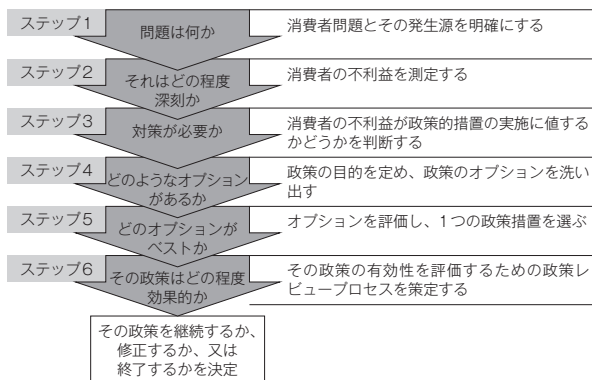 ステップ1
問題は何か
消費者問題とその発生源を明確にする
ステップ2
それはどの程度
深刻か
消費者の不利益を測定する
ステップ3
対策が必要か
消費者の不利益が政策的措置の実施に値する
かどうかを判断する
ステップ4
どのようなオプション
があるか
政策の目的を定め、政策のオプションを洗い
出す
ステップ5
どのオプションが
ベストか
オプションを評価し、1つの政策措置を選ぶ
ステップ6
その政策はどの程度
効果的か
その政策の有効性を評価するための政策レ
ビュープロセスを策定する
その政策を継続するか、
修正するか、又は
終了するかを決定